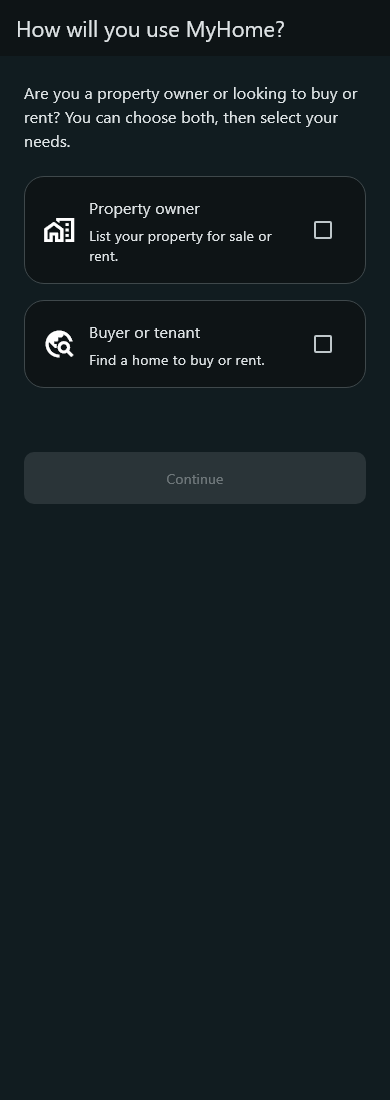 How will you use MyHome?
Are you a property owner or looking to buy or
rent? You can choose both, then select your
needs.
Property owner
List your property for sale or
rent.
Buyer or tenant
Find a home to buy or rent.
Continue